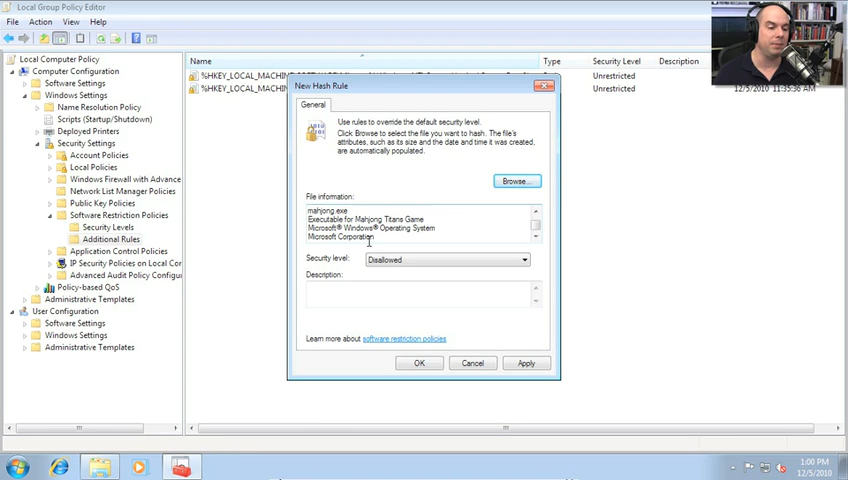 Local Group Policy Editor
File Action View Help
Local Computer Policy
Computer Configuration
Software Settings
Windows Settings
Name Resolution Policy
Scripts (Startup/Shutdown)
Deployed Printers
Security Settings
Account Policies
Local Policies
Windows Firewall with Advance
Network List Manager Policies
Public Key Policies
Software Restriction Policies
Security Levels
Additional Rules
Application Control Policies
IP Security Policies on Local Cor
Advanced Audit Policy Configu
Policy-based QoS
Administrative Templates
User Configuration
Software Settings
Windows Settings
Administrative Templates
Name Type Security Level Description
%HKEY_LOCAL_MACHIN Unrestricted
%HKEY_LOCAL_MACHIN Unrestricted 12/5/2010 11:35:36 AM
New Hash Rule
General
Use rules to override the default security level.
Click Browse to select the file you want to hash. The file's
attributes, such as its size and the date and time it was created,
are automatically populated.
Browse...
File information:
mahjong.exe
Executable for Mahjong Titans Game
Microsoft® Windows® Operating System
Microsoft Corporation
Security level: Disallowed
Description:
Learn more about software restriction policies
OK Cancel Apply
1:00 PM
12/5/2010